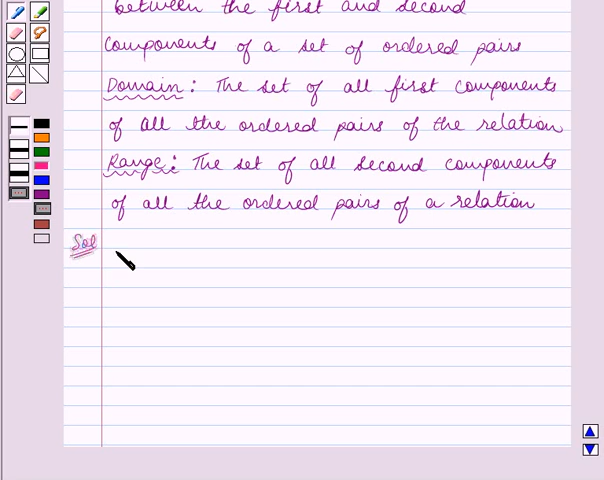 between the first and second
components of a set of ordered pairs
Domain: The set of all first components
of all the ordered pairs of the relation
Range: The set of all second components
of all the ordered pairs of a relation
Sol